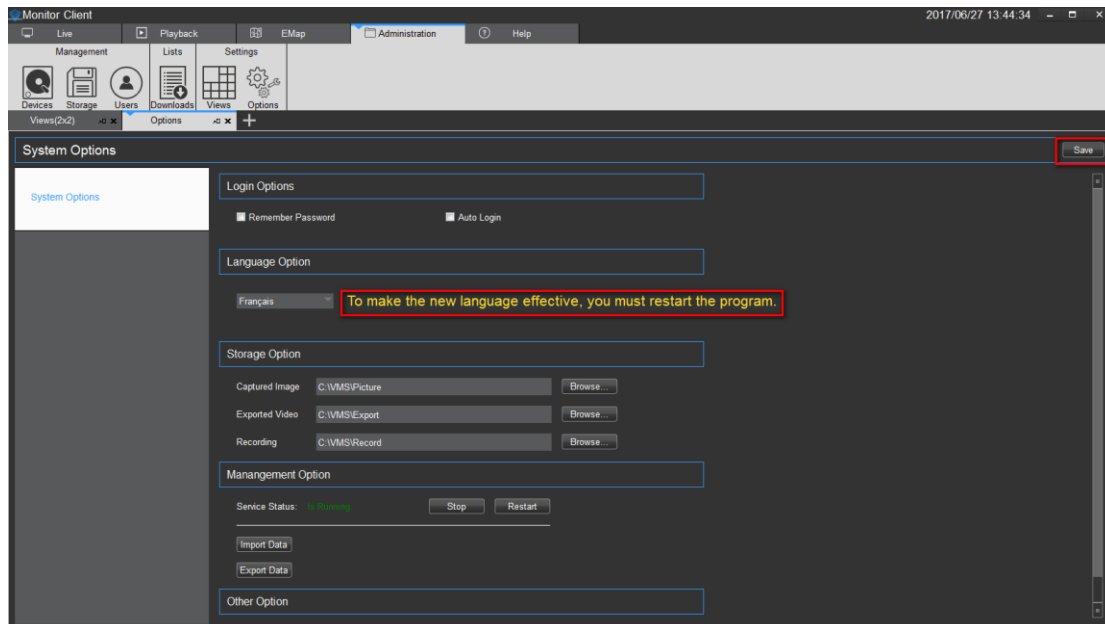 Monitor Client 2017/06/27 13:44:34
Live Playback EMap Administration Help
Management Lists Settings
Devices Storage Users Downloads Views Options
Views(2x2) Options
System Options Save
System Options
Login Options
Remember Password Auto Login
Language Option
Français To make the new language effective, you must restart the program.
Storage Option
Captured Image C:\VMS\Picture Browse...
Exported Video C:\VMS\Export Browse...
Recording C:\VMS\Record Browse...
Manangement Option
Service Status: Is Running Stop Restart
Import Data
Export Data
Other Option